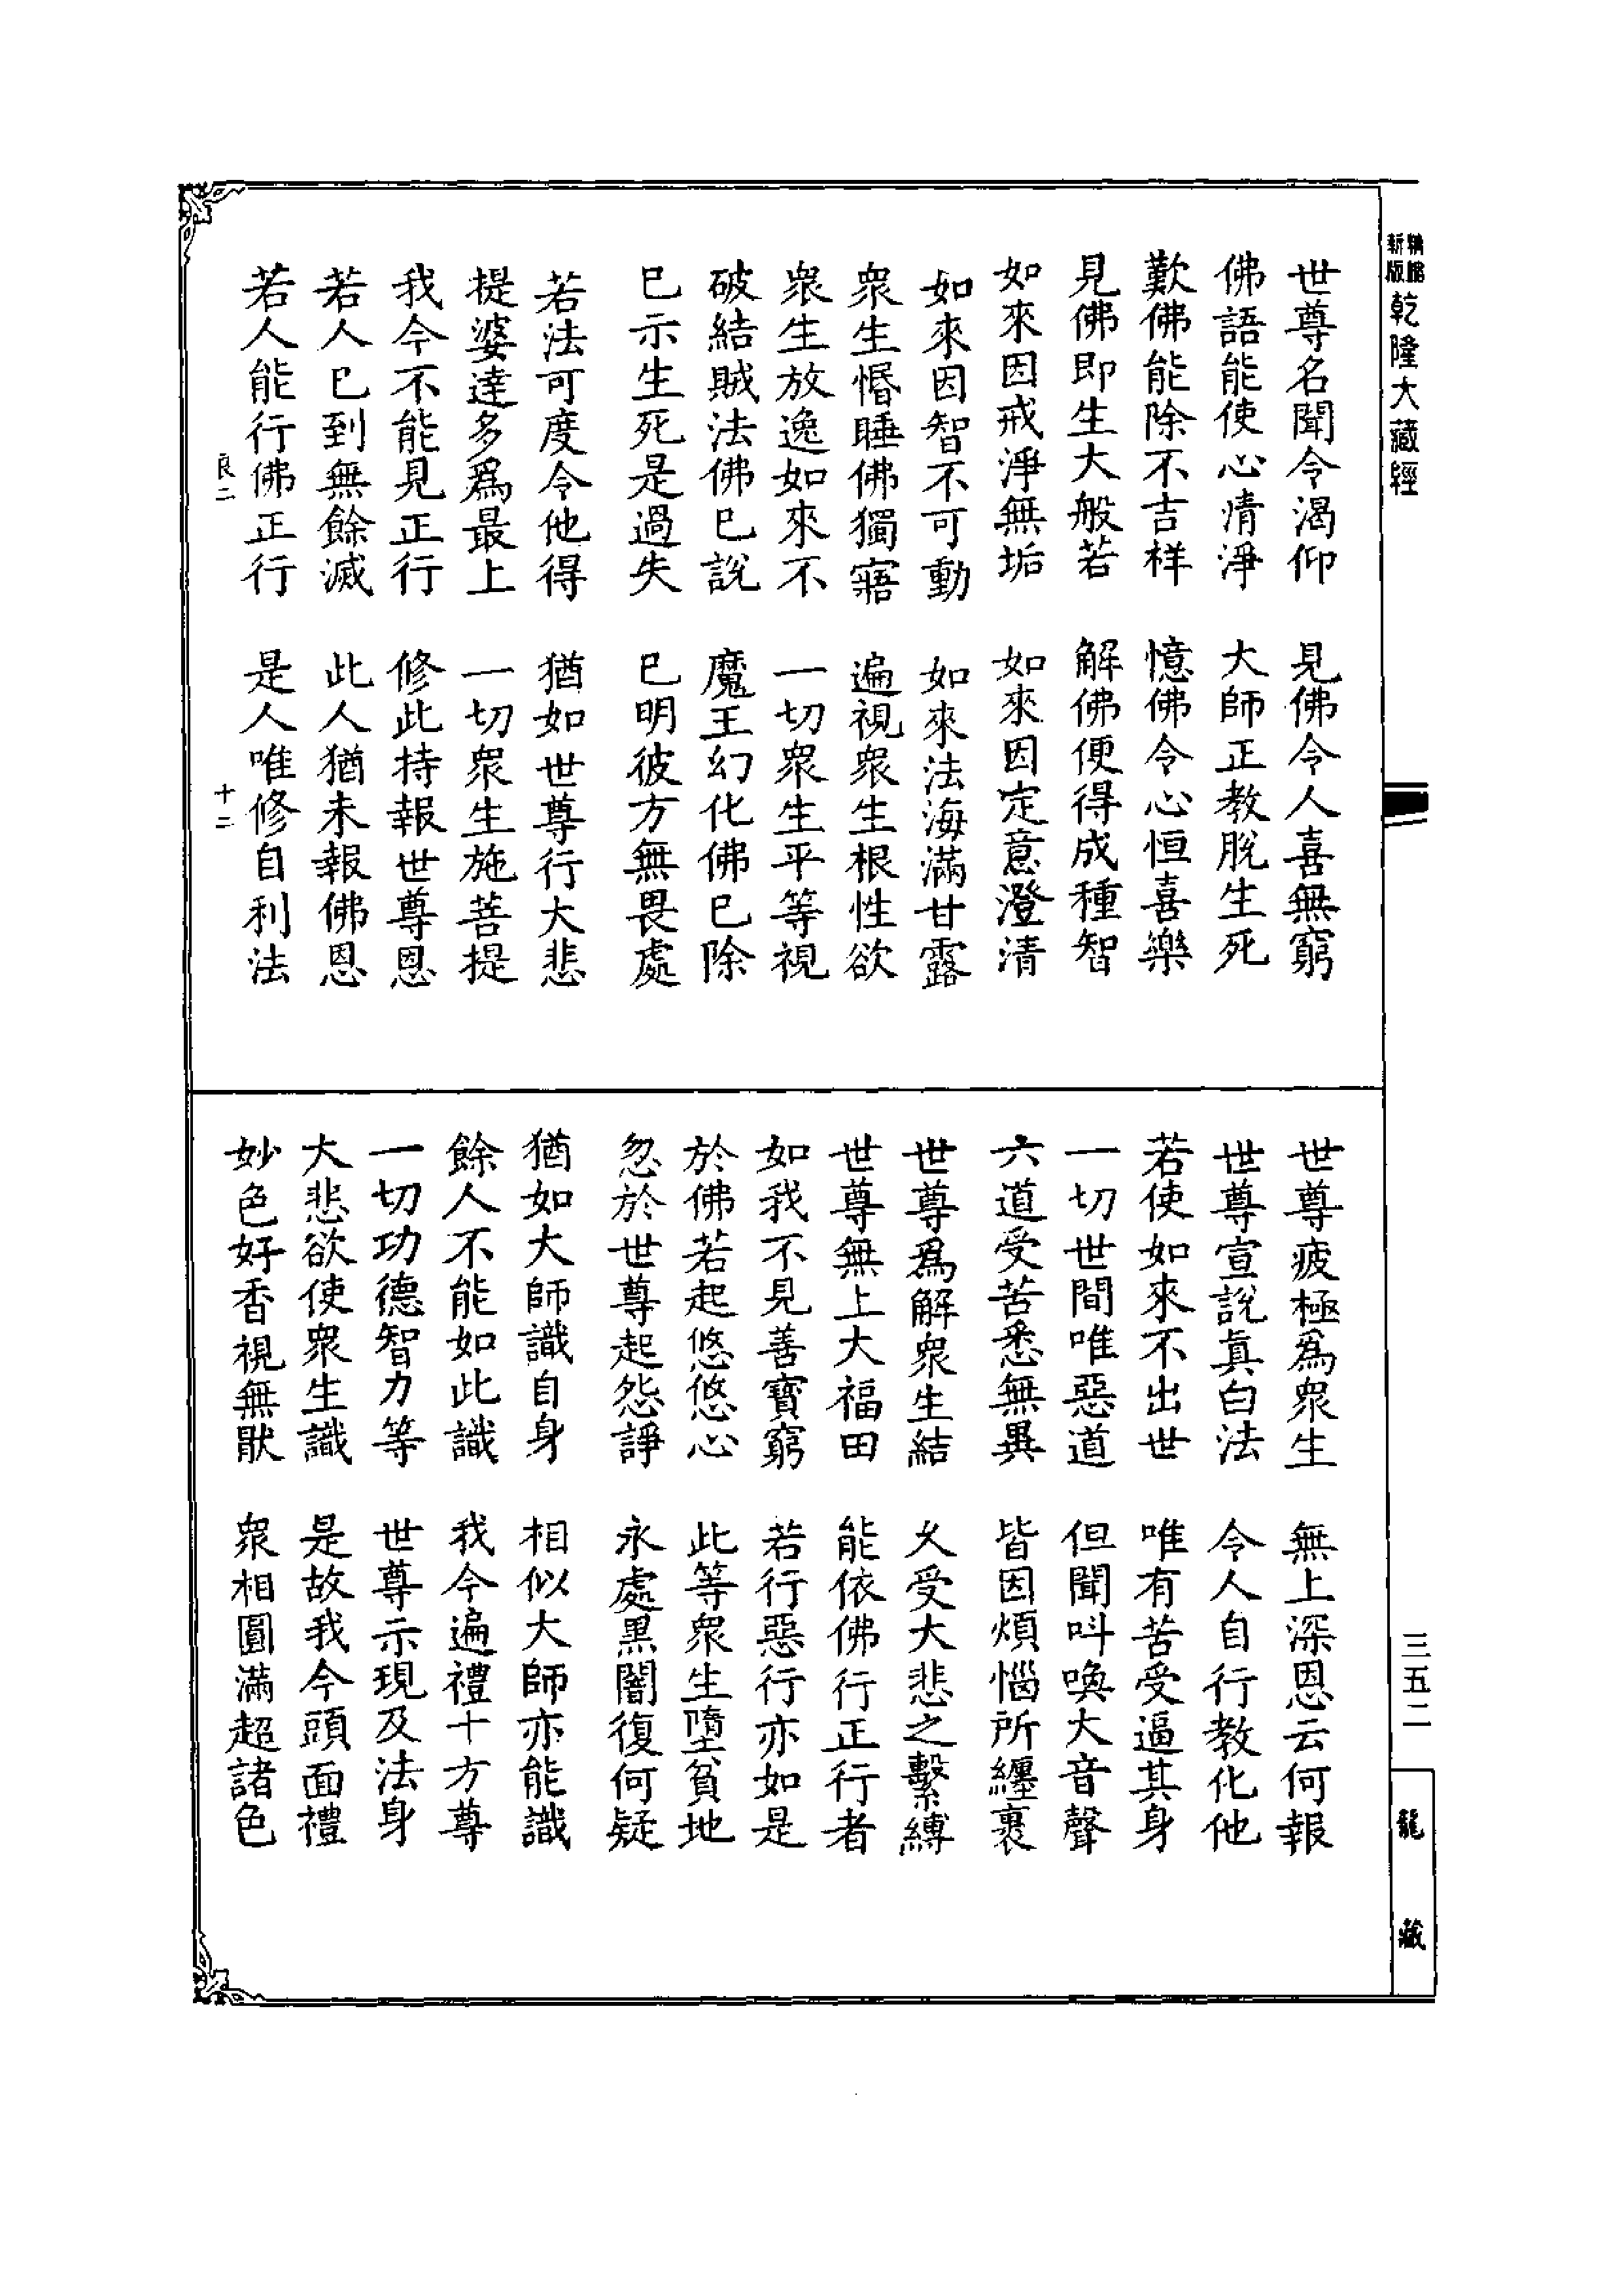 新版
精縮
乾隆大藏經
世尊名聞令渴仰　見佛令人喜無窮
佛語能使心清淨　大師正教脫生死
歎佛能除不吉祥　憶佛令心恒喜樂
見佛即生大般若　解佛便得成種智
如來因戒淨無垢　如來因定意澄清
如來因智不可動　如來法海滿甘露
眾生惛睡佛獨寤　遍視眾生根性欲
眾生放逸如來不　一切眾生平等視
破結賊法佛巳說　魔王幻化佛巳除
巳示生死是過失　巳明彼方無畏處
若法可度令他得　猶如世尊行大悲
提婆達多為最上　一切眾生施菩提
我今不能見正行　修此持報世尊恩
若人巳到無餘滅　此人猶未報佛恩
若人能行佛正行　是人唯修自利法
良二　十二
世尊疲極為眾生　無上深恩云何報
世尊宣說真白法　令人自行教化他
若使如來不出世　唯有苦受逼其身
一切世間唯惡道　但聞叫喚大音聲
六道受苦悉無異　皆因煩惱所纏裹
世尊為解眾生結　久受大悲之繫縛
世尊無上大福田　能依佛行正行者
如我不見善寶窮　若行惡行亦如是
於佛若起悠悠心　此等眾生墮貧地
忽於世尊起怨諍　永處黑闇復何疑
猶如大師識自身　相似大師亦能識
餘人不能如此識　我今遍禮十方尊
一切功德智力等　世尊示現及法身
大悲欲使眾生識　是故我今頭面禮
妙色好香視無猒　眾相圓滿超諸色
三五二
龍藏